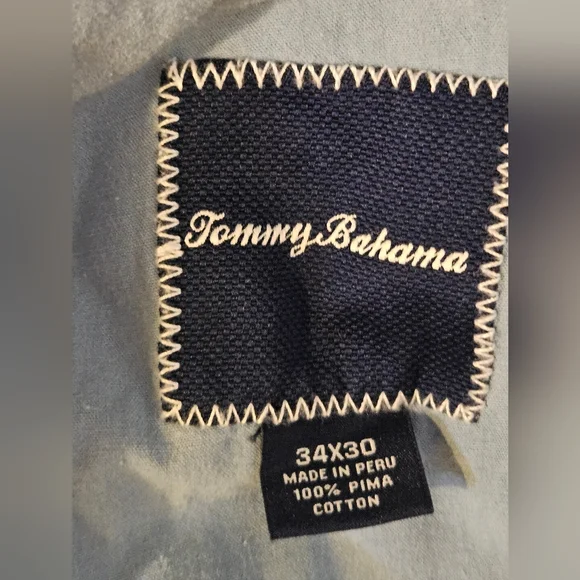 Tommy Bahama
34X30
MADE IN PERU
100% PIMA
COTTON